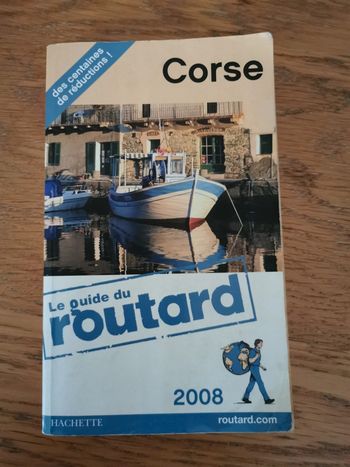 des centaines
de réductions !
Corse
Le guide du
routard
2008
HACHETTE
routard.com